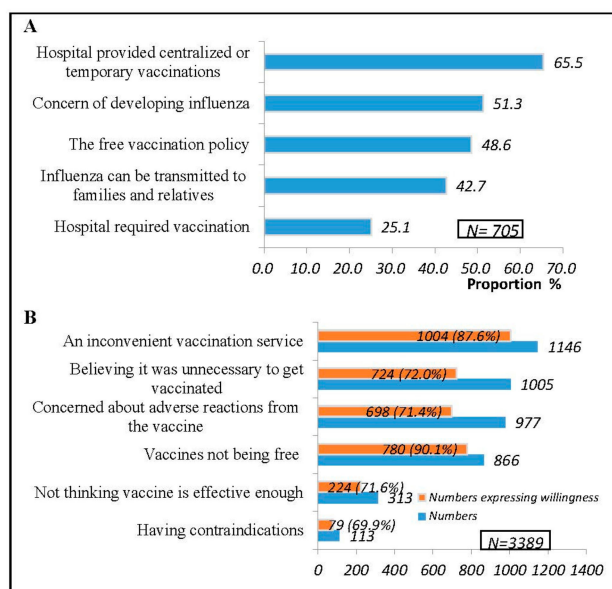 A
Hospital provided centralized or
temporary vaccinations
65.5
Concern of developing influenza
51.3
The free vaccination policy
48.6
Influenza can be transmitted to
families and relatives
42.7
Hospital required vaccination
25.1
N= 705
0.0 10.0 20.0 30.0 40.0 50.0 60.0 70.0
Proportion %
B
An inconvenient vaccination service
1004 (87.6%)
1146
Believing it was unnecessary to get
vaccinated
724 (72.0%)
1005
Concerned about adverse reactions from
the vaccine
698 (71.4%)
977
Vaccines not being free
780 (90.1%)
866
Not thinking vaccine is effective enough
224 (71.6%)
313
Having contraindications
79 (69.9%)
113
Numbers expressing willingness
Numbers
N=3389
0 200 400 600 800 1000 1200 1400